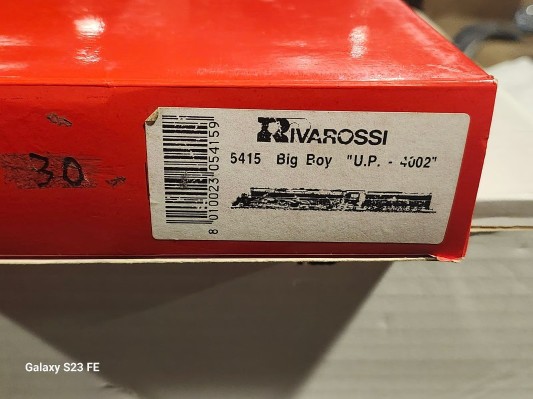 RIVAROSSI
5415 Big Boy "U.P. - 4002"
8 010023 054159
30
Galaxy S23 FE